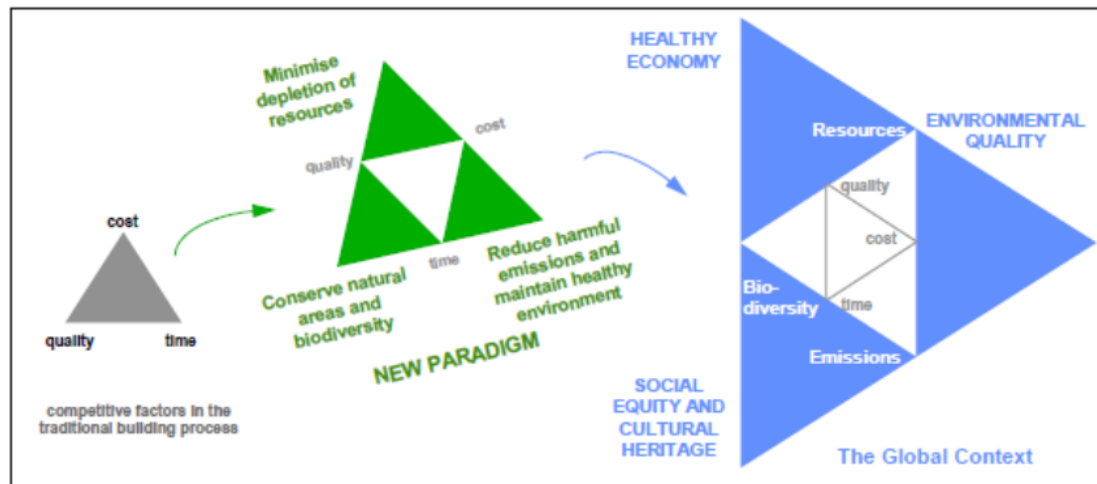 cost
quality
time
competitive factors in the
traditional building process
Minimise
depletion of
resources
cost
quality
time
Conserve natural
areas and
biodiversity
Reduce harmful
emissions and
maintain healthy
environment
NEW PARADIGM
HEALTHY
ECONOMY
Resources
ENVIRONMENTAL
QUALITY
quality
cost
time
Bio-
diversity
Emissions
SOCIAL
EQUITY AND
CULTURAL
HERITAGE
The Global Context